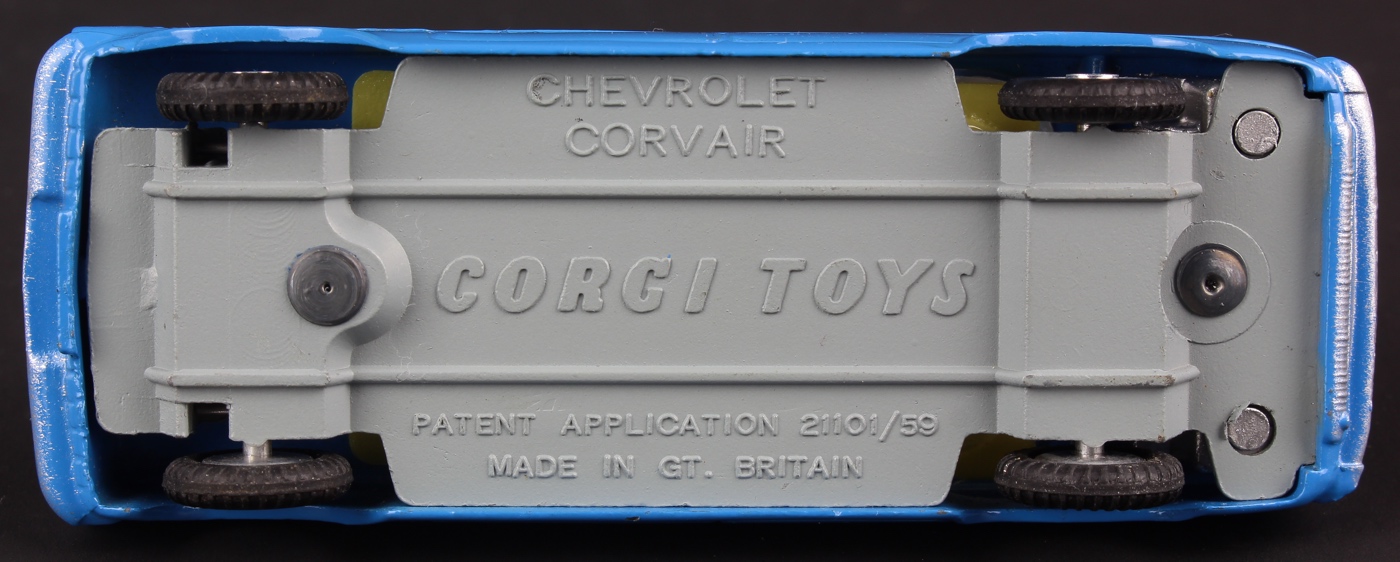 CHEVROLET
CORVAIR
CORGI TOYS
PATENT APPLICATION 21101/59
MADE IN GT. BRITAIN